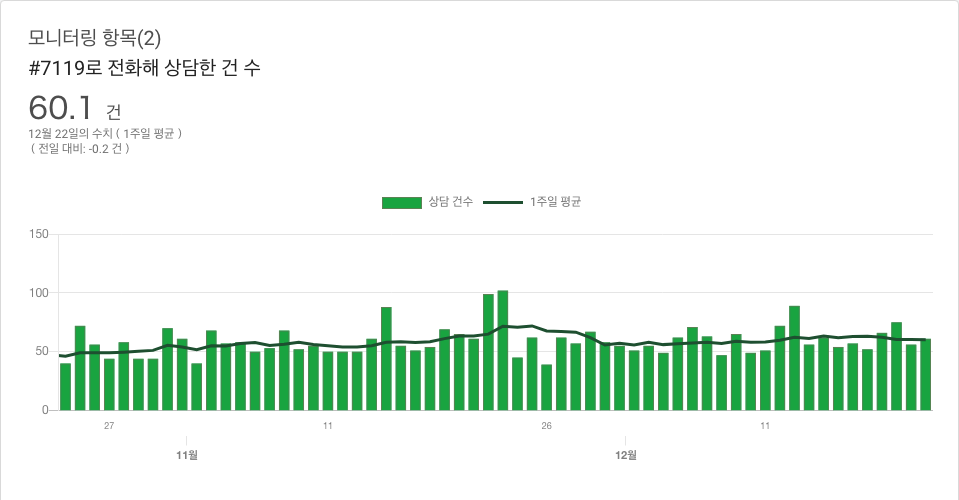 모니터링 항목(2)
#7119로 전화해 상담한 건 수
60.1 건
12월 22일의 수치 ( 1주일 평균 )
( 전일 대비: -0.2 건 )
상담 건수 1주일 평균
150
100
50
0
27 11 26 11
11월 12월